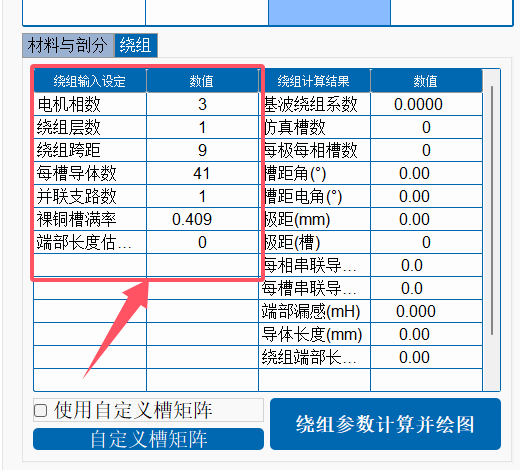 材料与剖分 绕组
绕组输入设定 数值 绕组计算结果 数值
电机相数 3 基波绕组系数 0.0000
绕组层数 1 仿真槽数 0
绕组跨距 9 每极每相槽数 0
每槽导体数 41 槽距角(°) 0.00
并联支路数 1 槽距电角(°) 0.00
裸铜槽满率 0.409 极距(mm) 0.00
端部长度估... 0 极距(槽) 0
每相串联导... 0.0
每槽串联导... 0.0
端部漏感(mH) 0.000
导体长度(mm) 0.00
绕组端部长... 0.00
使用自定义槽矩阵
自定义槽矩阵
绕组参数计算并绘图